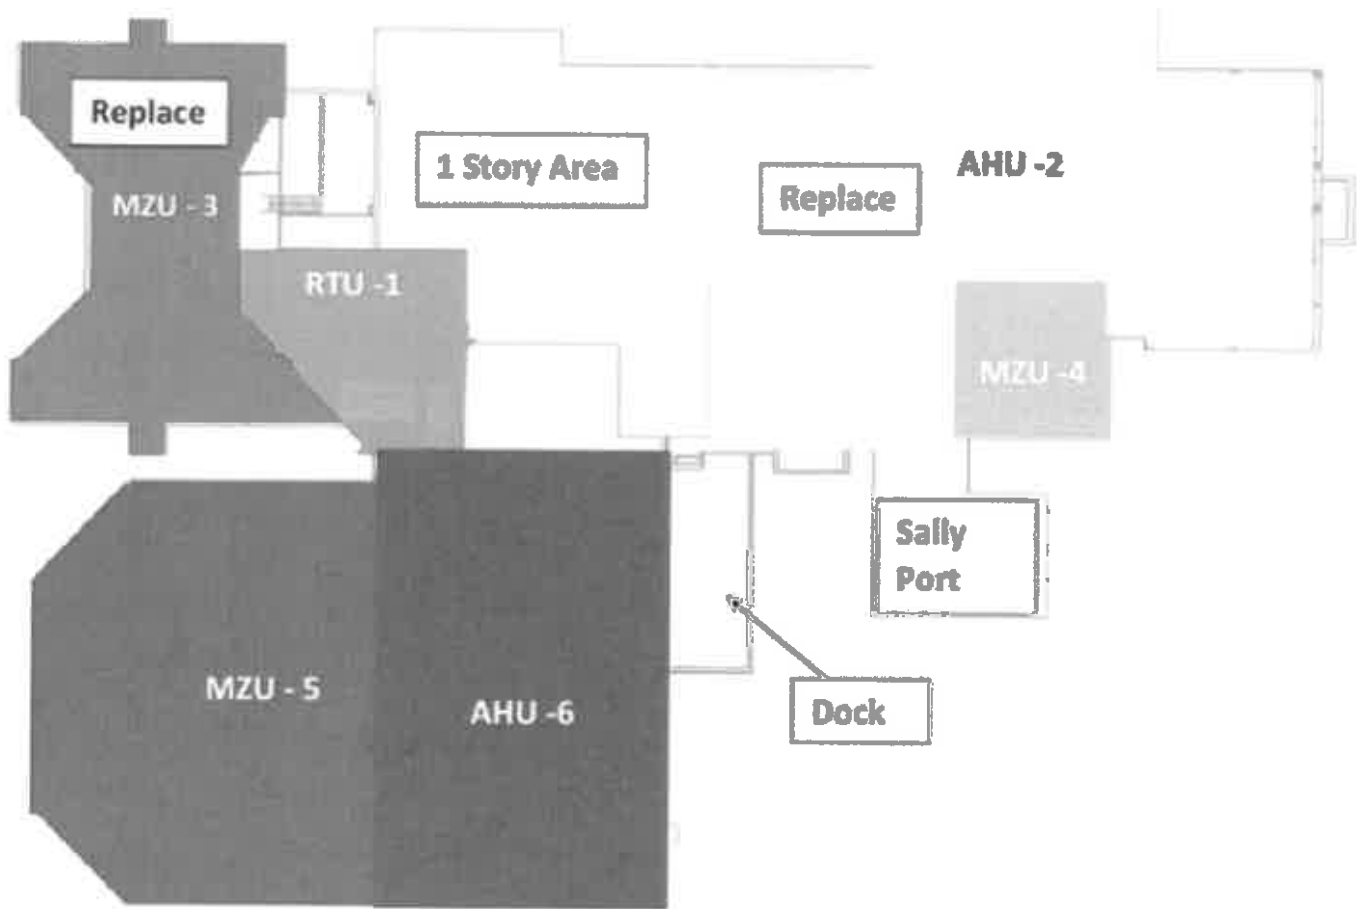 Replace
1 Story Area
AHU -2
Replace
MZU - 3
RTU -1
MZU -4
Sally
Port
MZU - 5
AHU -6
Dock